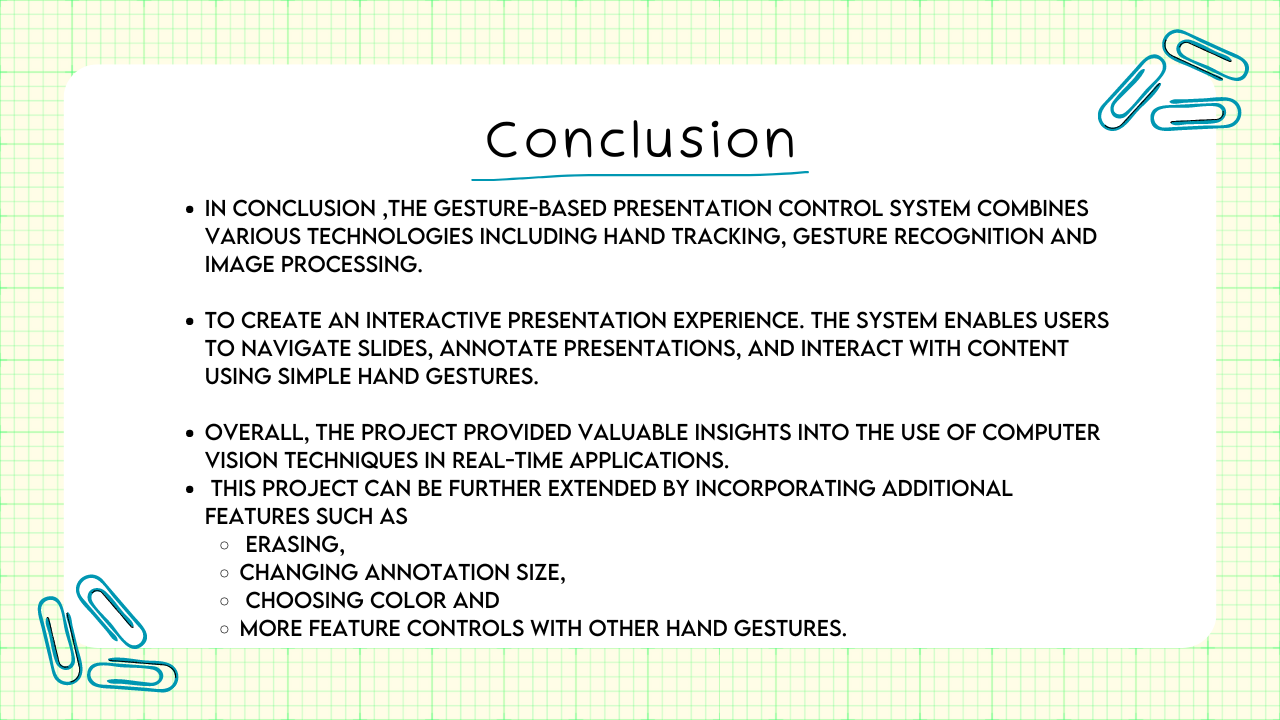 Conclusion
IN CONCLUSION ,THE GESTURE-BASED PRESENTATION CONTROL SYSTEM COMBINES
VARIOUS TECHNOLOGIES INCLUDING HAND TRACKING, GESTURE RECOGNITION AND
IMAGE PROCESSING.
TO CREATE AN INTERACTIVE PRESENTATION EXPERIENCE. THE SYSTEM ENABLES USERS
TO NAVIGATE SLIDES, ANNOTATE PRESENTATIONS, AND INTERACT WITH CONTENT
USING SIMPLE HAND GESTURES.
OVERALL, THE PROJECT PROVIDED VALUABLE INSIGHTS INTO THE USE OF COMPUTER
VISION TECHNIQUES IN REAL-TIME APPLICATIONS.
THIS PROJECT CAN BE FURTHER EXTENDED BY INCORPORATING ADDITIONAL
FEATURES SUCH AS
ERASING,
CHANGING ANNOTATION SIZE,
CHOOSING COLOR AND
MORE FEATURE CONTROLS WITH OTHER HAND GESTURES.